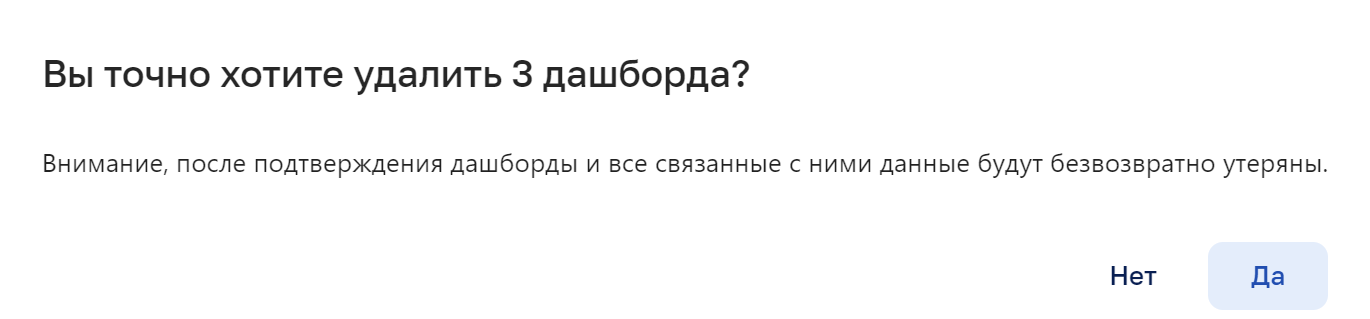 Вы точно хотите удалить 3 дашборда?
Внимание, после подтверждения дашборды и все связанные с ними данные будут безвозвратно утеряны.
Нет
Да